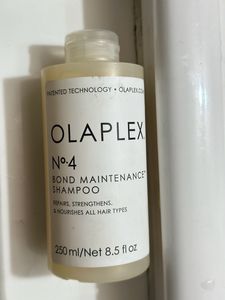 PATENTED TECHNOLOGY • OLAPLEX.COM
OLAPLEX.
Nº.4
BOND MAINTENANCE™
SHAMPOO
REPAIRS, STRENGTHENS,
& NOURISHES ALL HAIR TYPES
250 ml/Net 8.5 fl oz